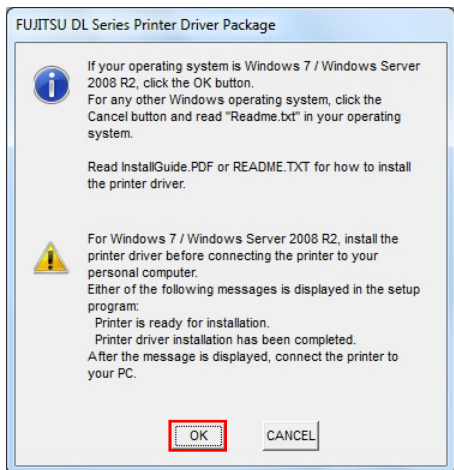 FUJITSU DL Series Printer Driver Package
If your operating system is Windows 7 / Windows Server
2008 R2, click the OK button.
For any other Windows operating system, click the
Cancel button and read "Readme.txt" in your operating
system.
Read InstallGuide.PDF or README.TXT for how to install
the printer driver.
For Windows 7 / Windows Server 2008 R2, install the
printer driver before connecting the printer to your
personal computer.
Either of the following messages is displayed in the setup
program:
Printer is ready for installation.
Printer driver installation has been completed.
After the message is displayed, connect the printer to
your PC.
OK CANCEL